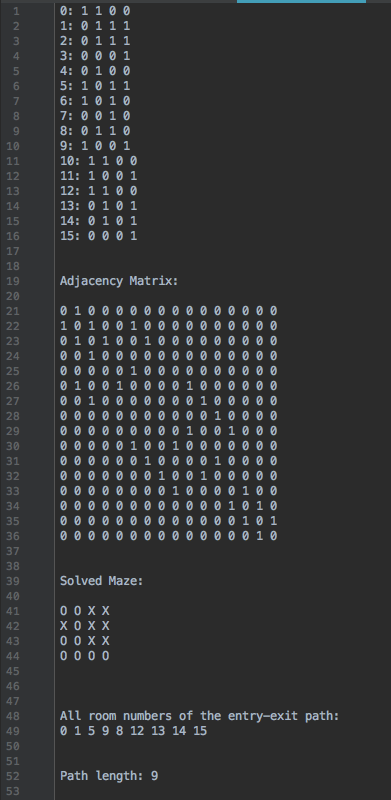 1 0: 1 1 0 0
2 1: 0 1 1 1
3 2: 0 1 1 1
4 3: 0 0 0 1
5 4: 0 1 0 0
6 5: 1 0 1 1
7 6: 1 0 1 0
8 7: 0 0 1 0
9 8: 0 1 1 0
10 9: 1 0 0 1
11 10: 1 1 0 0
12 11: 1 0 0 1
13 12: 1 1 0 0
14 13: 0 1 0 1
15 14: 0 1 0 1
16 15: 0 0 0 1
17
18
19 Adjacency Matrix:
20
21 0 1 0 0 0 0 0 0 0 0 0 0 0 0 0 0
22 1 0 1 0 0 1 0 0 0 0 0 0 0 0 0 0
23 0 1 0 1 0 0 1 0 0 0 0 0 0 0 0 0
24 0 0 1 0 0 0 0 0 0 0 0 0 0 0 0 0
25 0 0 0 0 0 1 0 0 0 0 0 0 0 0 0 0
26 0 1 0 0 1 0 0 0 0 1 0 0 0 0 0 0
27 0 0 1 0 0 0 0 0 0 0 1 0 0 0 0 0
28 0 0 0 0 0 0 0 0 0 0 0 1 0 0 0 0
29 0 0 0 0 0 0 0 0 0 1 0 0 1 0 0 0
30 0 0 0 0 0 1 0 0 1 0 0 0 0 0 0 0
31 0 0 0 0 0 0 1 0 0 0 0 1 0 0 0 0
32 0 0 0 0 0 0 0 1 0 0 1 0 0 0 0 0
33 0 0 0 0 0 0 0 0 1 0 0 0 0 1 0 0
34 0 0 0 0 0 0 0 0 0 0 0 0 1 0 1 0
35 0 0 0 0 0 0 0 0 0 0 0 0 0 1 0 1
36 0 0 0 0 0 0 0 0 0 0 0 0 0 0 1 0
37
38
39 Solved Maze:
40
41 O O X X
42 X O X X
43 O O X X
44 O O O O
45
46
47
48 All room numbers of the entry-exit path:
49 0 1 5 9 8 12 13 14 15
50
51
52 Path length: 9
53